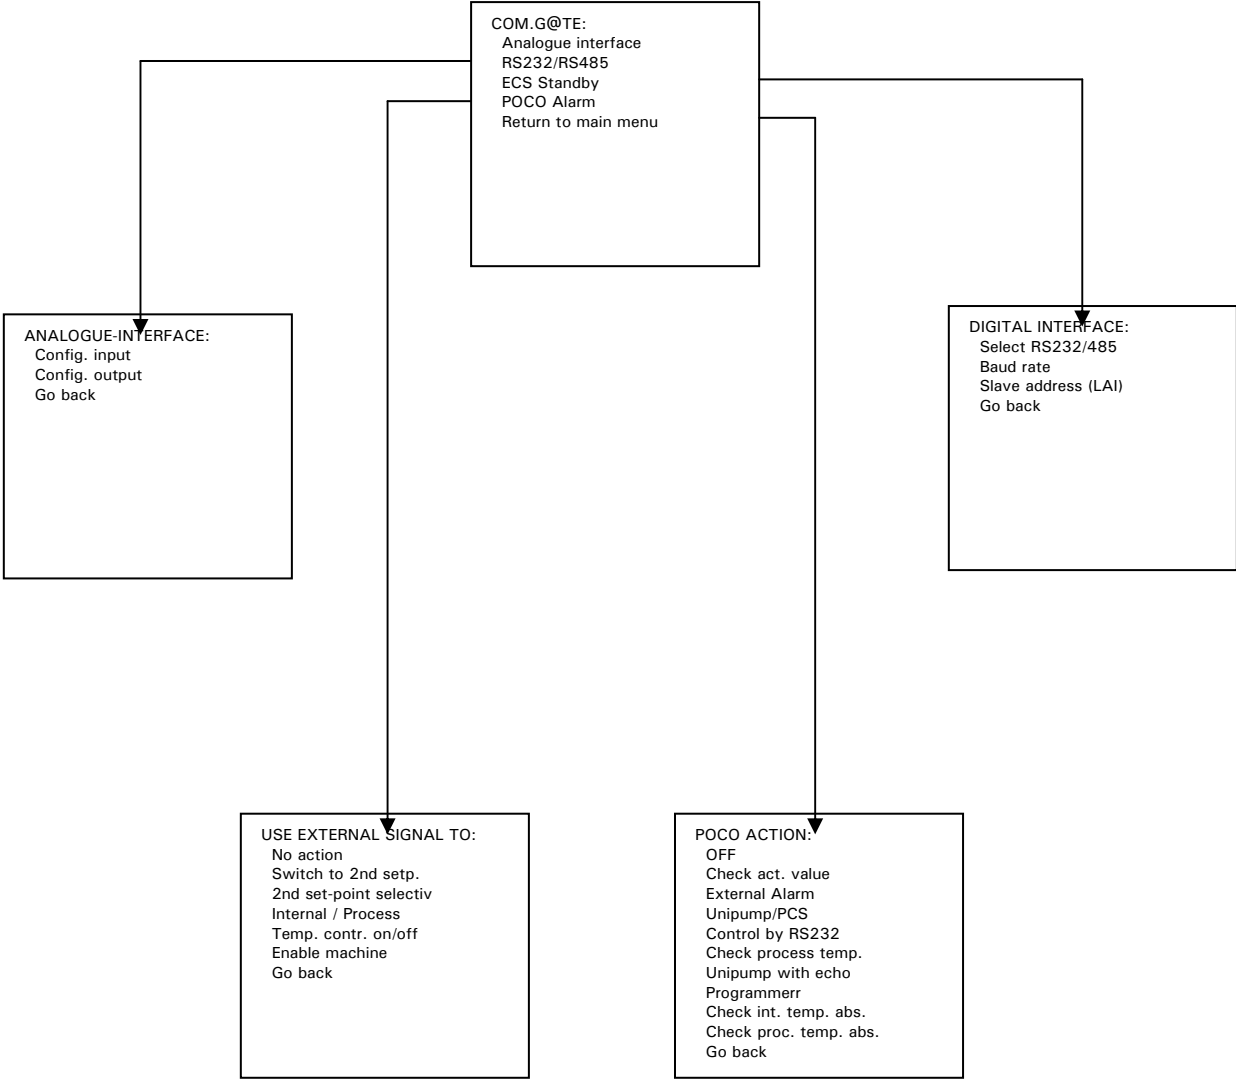 COM.G@TE:
Analogue interface
RS232/RS485
ECS Standby
POCO Alarm
Return to main menu
ANALOGUE-INTERFACE:
Config. input
Config. output
Go back
DIGITAL INTERFACE:
Select RS232/485
Baud rate
Slave address (LAI)
Go back
USE EXTERNAL SIGNAL TO:
No action
Switch to 2nd setp.
2nd set-point selectiv
Internal / Process
Temp. contr. on/off
Enable machine
Go back
POCO ACTION:
OFF
Check act. value
External Alarm
Unipump/PCS
Control by RS232
Check process temp.
Unipump with echo
Programmerr
Check int. temp. abs.
Check proc. temp. abs.
Go back